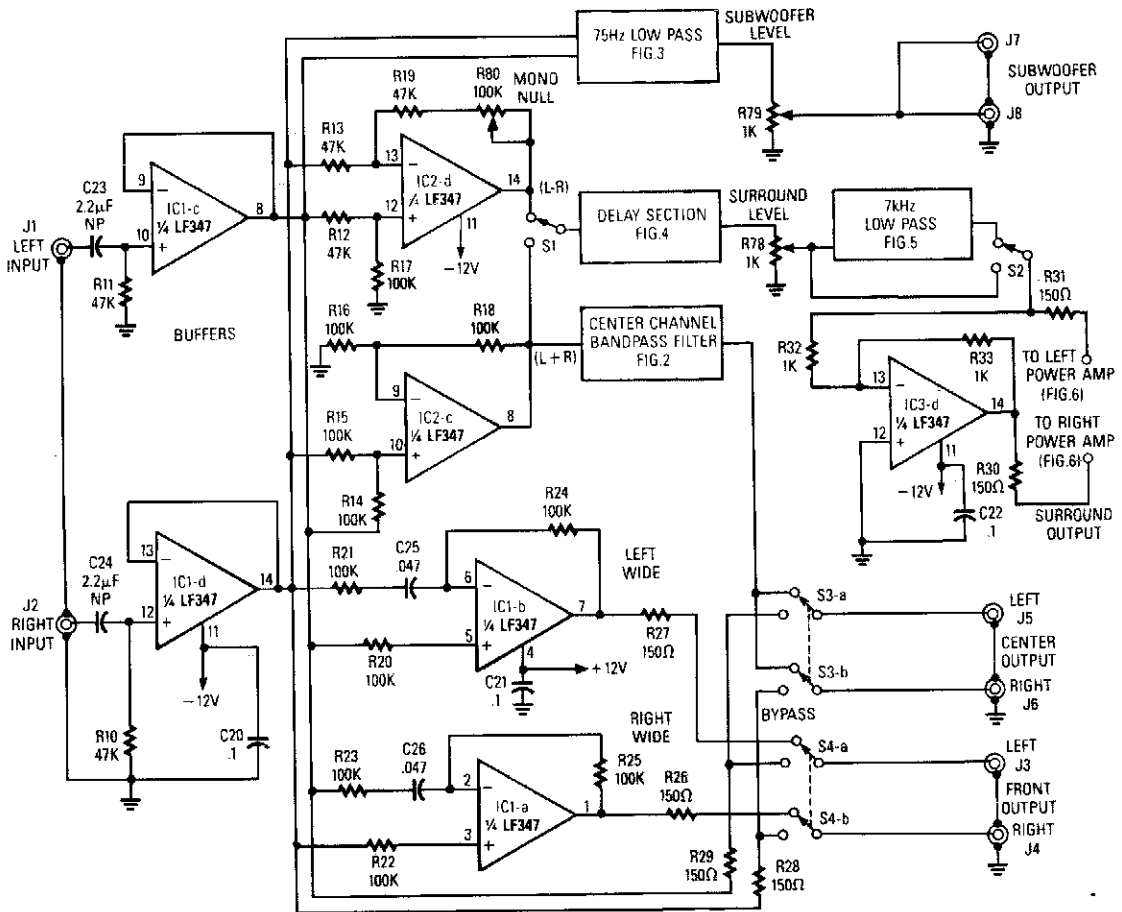 75Hz LOW PASS
FIG.3
SUBWOOFER
LEVEL
R79
1K
J7
SUBWOOFER
OUTPUT
J8
R19
47K
R80
100K
MONO
NULL
R13
47K
13
IC2-d
¼ LF347
14
12
11
-12V
R12
47K
R17
100K
(L-R)
S1
DELAY SECTION
FIG.4
SURROUND
LEVEL
R78
1K
7kHz
LOW PASS
FIG.5
S2
R31
150Ω
C23
2.2µF
NP
9
IC1-c
¼ LF347
8
10
J1
LEFT
INPUT
R11
47K
BUFFERS
R16
100K
R18
100K
(L+R)
CENTER CHANNEL
BANDPASS FILTER
FIG.2
9
IC2-c
¼ LF347
8
10
R15
100K
R14
100K
R32
1K
R33
1K
13
IC3-d
¼ LF347
14
12
11
-12V
C22
.1
R30
150Ω
TO LEFT
POWER AMP
(FIG.6)
TO RIGHT
POWER AMP
(FIG.6)
SURROUND
OUTPUT
C24
2.2µF
NP
13
IC1-d
¼ LF347
14
12
11
-12V
J2
RIGHT
INPUT
R10
47K
C20
.1
R21
100K
C25
.047
R24
100K
6
IC1-b
¼ LF347
7
5
4
R20
100K
C21
.1
+12V
LEFT
WIDE
R27
150Ω
S3-a
S3-b
BYPASS
LEFT
J5
CENTER
OUTPUT
RIGHT
J6
R23
100K
C26
.047
R25
100K
2
IC1-a
¼ LF347
1
3
R22
100K
RIGHT
WIDE
R26
150Ω
S4-a
S4-b
LEFT
J3
FRONT
OUTPUT
RIGHT
J4
R29
150Ω
R28
150Ω